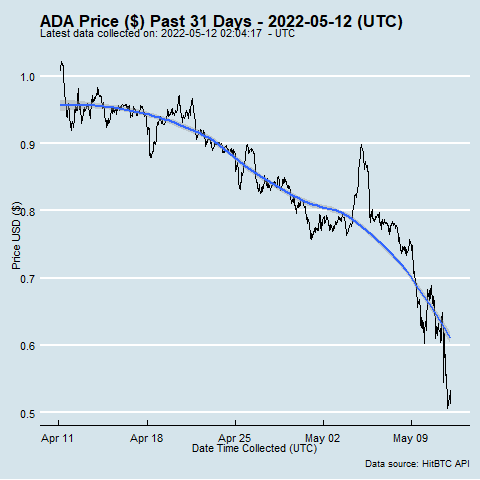 ADA Price ($) Past 31 Days - 2022-05-12 (UTC)
Latest data collected on: 2022-05-12 02:04:17  - UTC
Price USD ($)
1.0
0.9
0.8
0.7
0.6
0.5
Apr 11
Apr 18
Apr 25
May 02
May 09
Date Time Collected (UTC)
Data source: HitBTC API